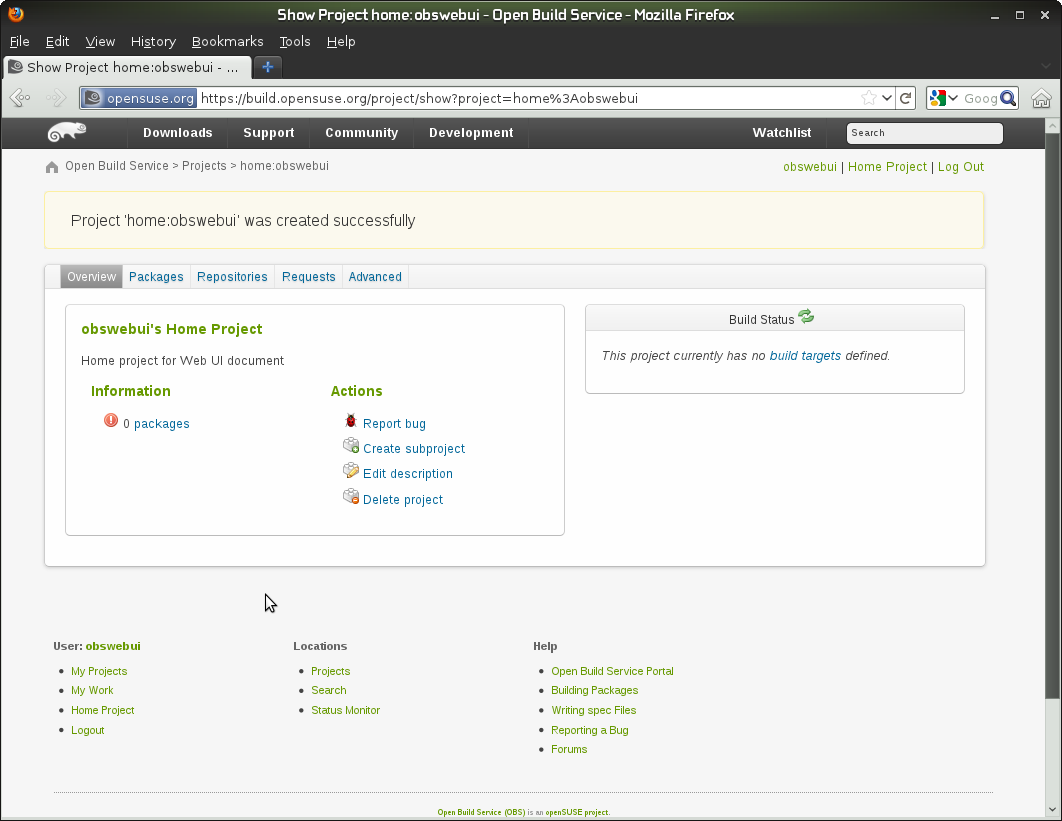 Show Project home:obswebui - Open Build Service - Mozilla Firefox
File Edit View History Bookmarks Tools Help
Show Project home:obswebui - ...
opensuse.org https://build.opensuse.org/project/show?project=home%3Aobswebui Goog
Downloads Support Community Development Watchlist Search
Open Build Service > Projects > home:obswebui
obswebui | Home Project | Log Out
Project 'home:obswebui' was created successfully
Overview Packages Repositories Requests Advanced
obswebui's Home Project
Home project for Web UI document
Information
0 packages
Actions
Report bug
Create subproject
Edit description
Delete project
Build Status
This project currently has no build targets defined.
User: obswebui
My Projects
My Work
Home Project
Logout
Locations
Projects
Search
Status Monitor
Help
Open Build Service Portal
Building Packages
Writing spec Files
Reporting a Bug
Forums
Open Build Service (OBS) is an openSUSE project.